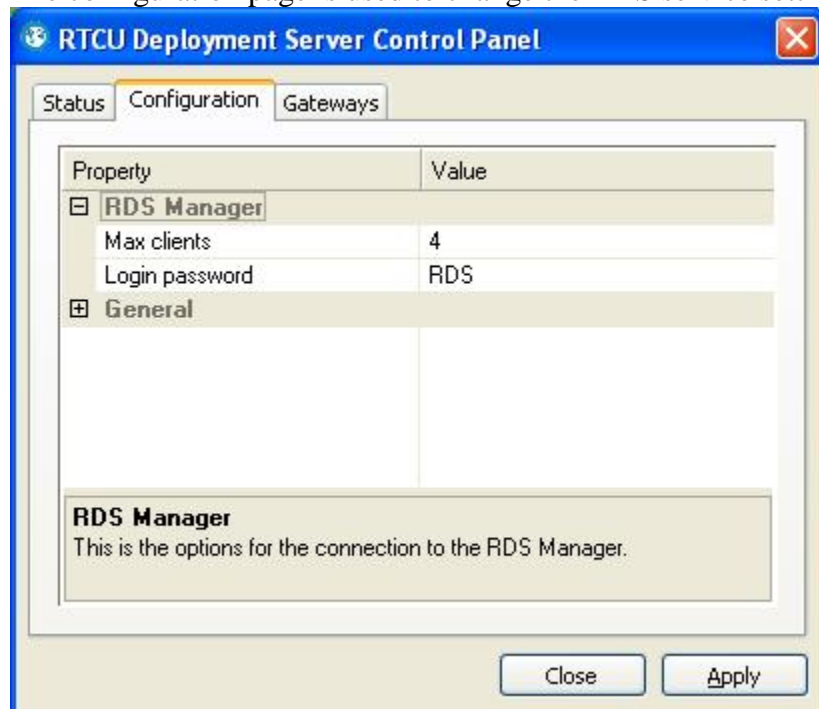 RTCU Deployment Server Control Panel
Status Configuration Gateways
Property Value
RDS Manager
Max clients 4
Login password RDS
General
RDS Manager
This is the options for the connection to the RDS Manager.
Close Apply